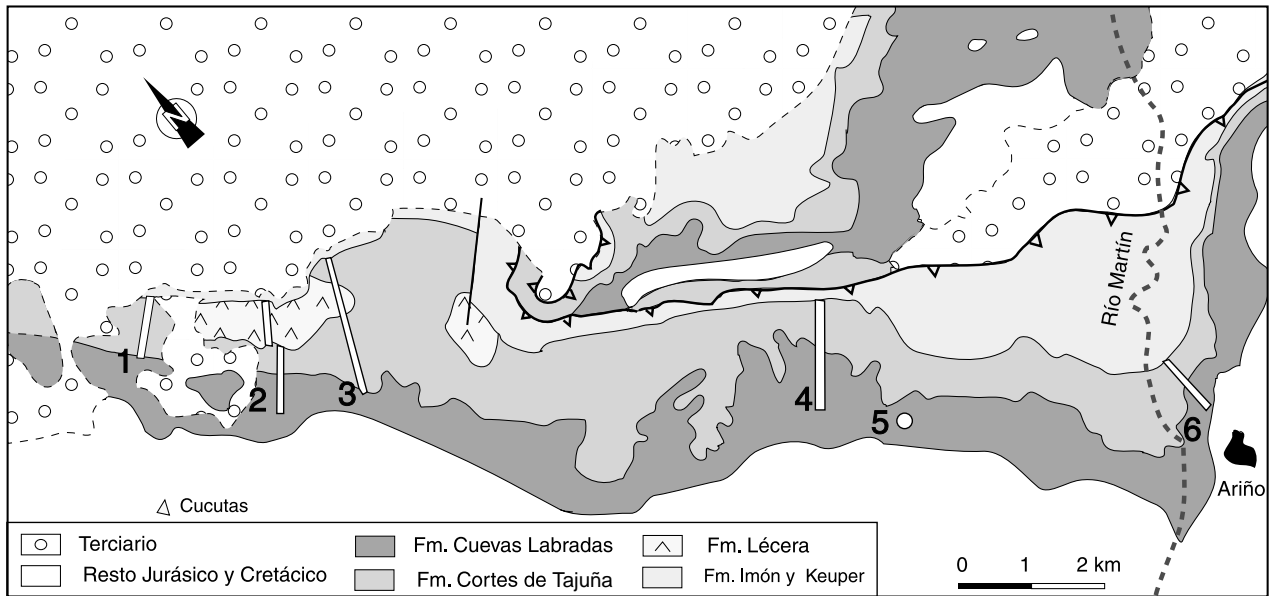 N
Río Martín
1
2
3
4
5
6
Ariño
Cucutas
Terciario
Resto Jurásico y Cretácico
Fm. Cuevas Labradas
Fm. Cortes de Tajuña
Fm. Lécera
Fm. Imón y Keuper
0 1 2 km